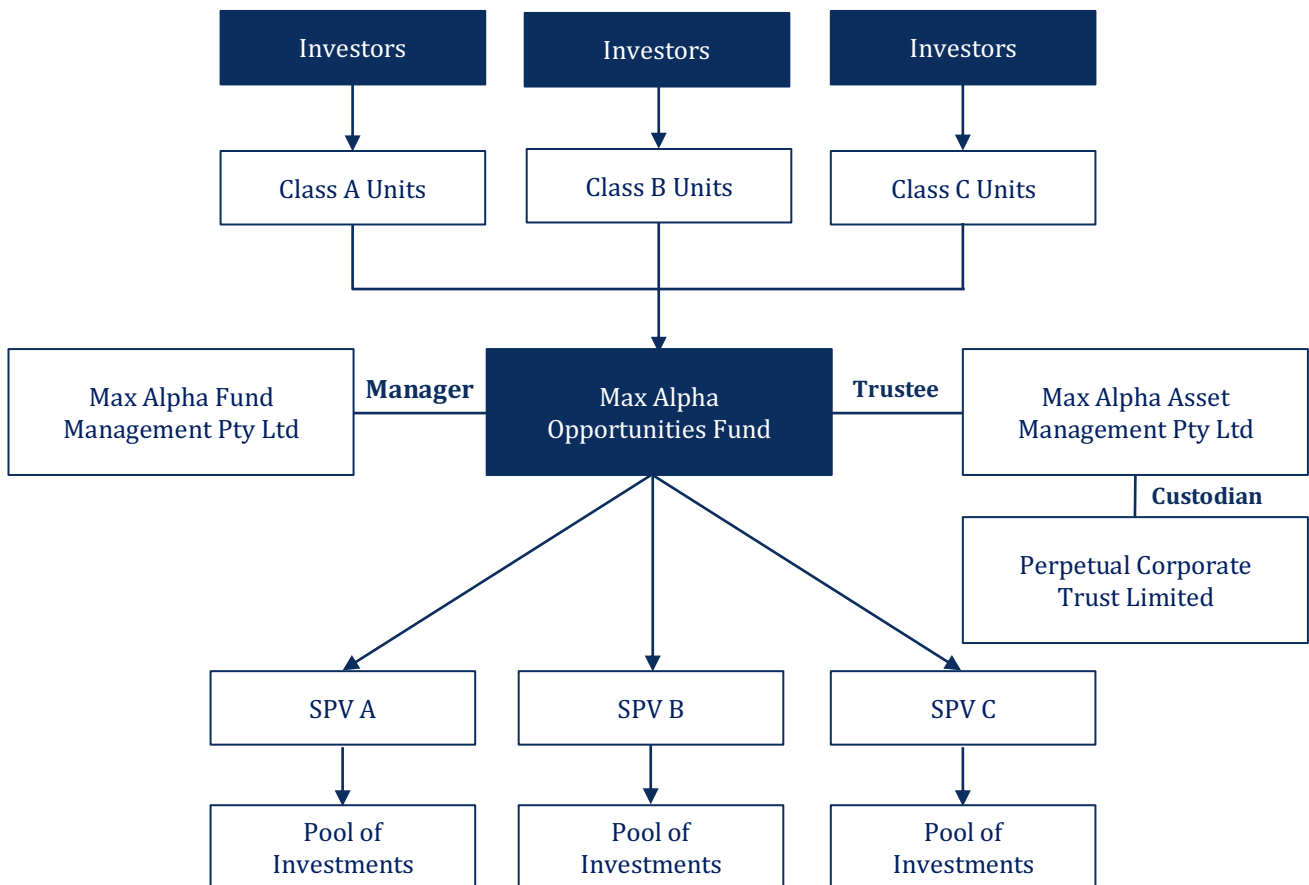 Investors
Investors
Investors
Class A Units
Class B Units
Class C Units
Max Alpha Fund
Management Pty Ltd
Manager
Max Alpha
Opportunities Fund
Trustee
Max Alpha Asset
Management Pty Ltd
Custodian
Perpetual Corporate
Trust Limited
SPV A
SPV B
SPV C
Pool of
Investments
Pool of
Investments
Pool of
Investments